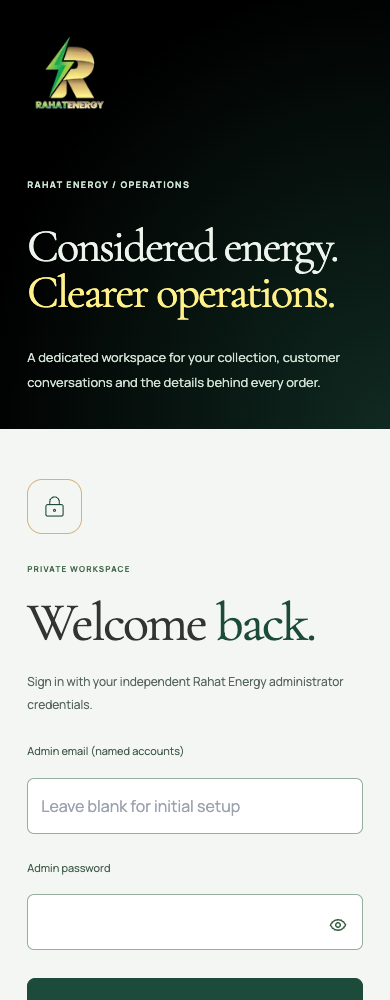 RAHATENERGY
RAHAT ENERGY / OPERATIONS
Considered energy.
Clearer operations.
A dedicated workspace for your collection, customer
conversations and the details behind every order.
PRIVATE WORKSPACE
Welcome back.
Sign in with your independent Rahat Energy administrator
credentials.
Admin email (named accounts)
Leave blank for initial setup
Admin password